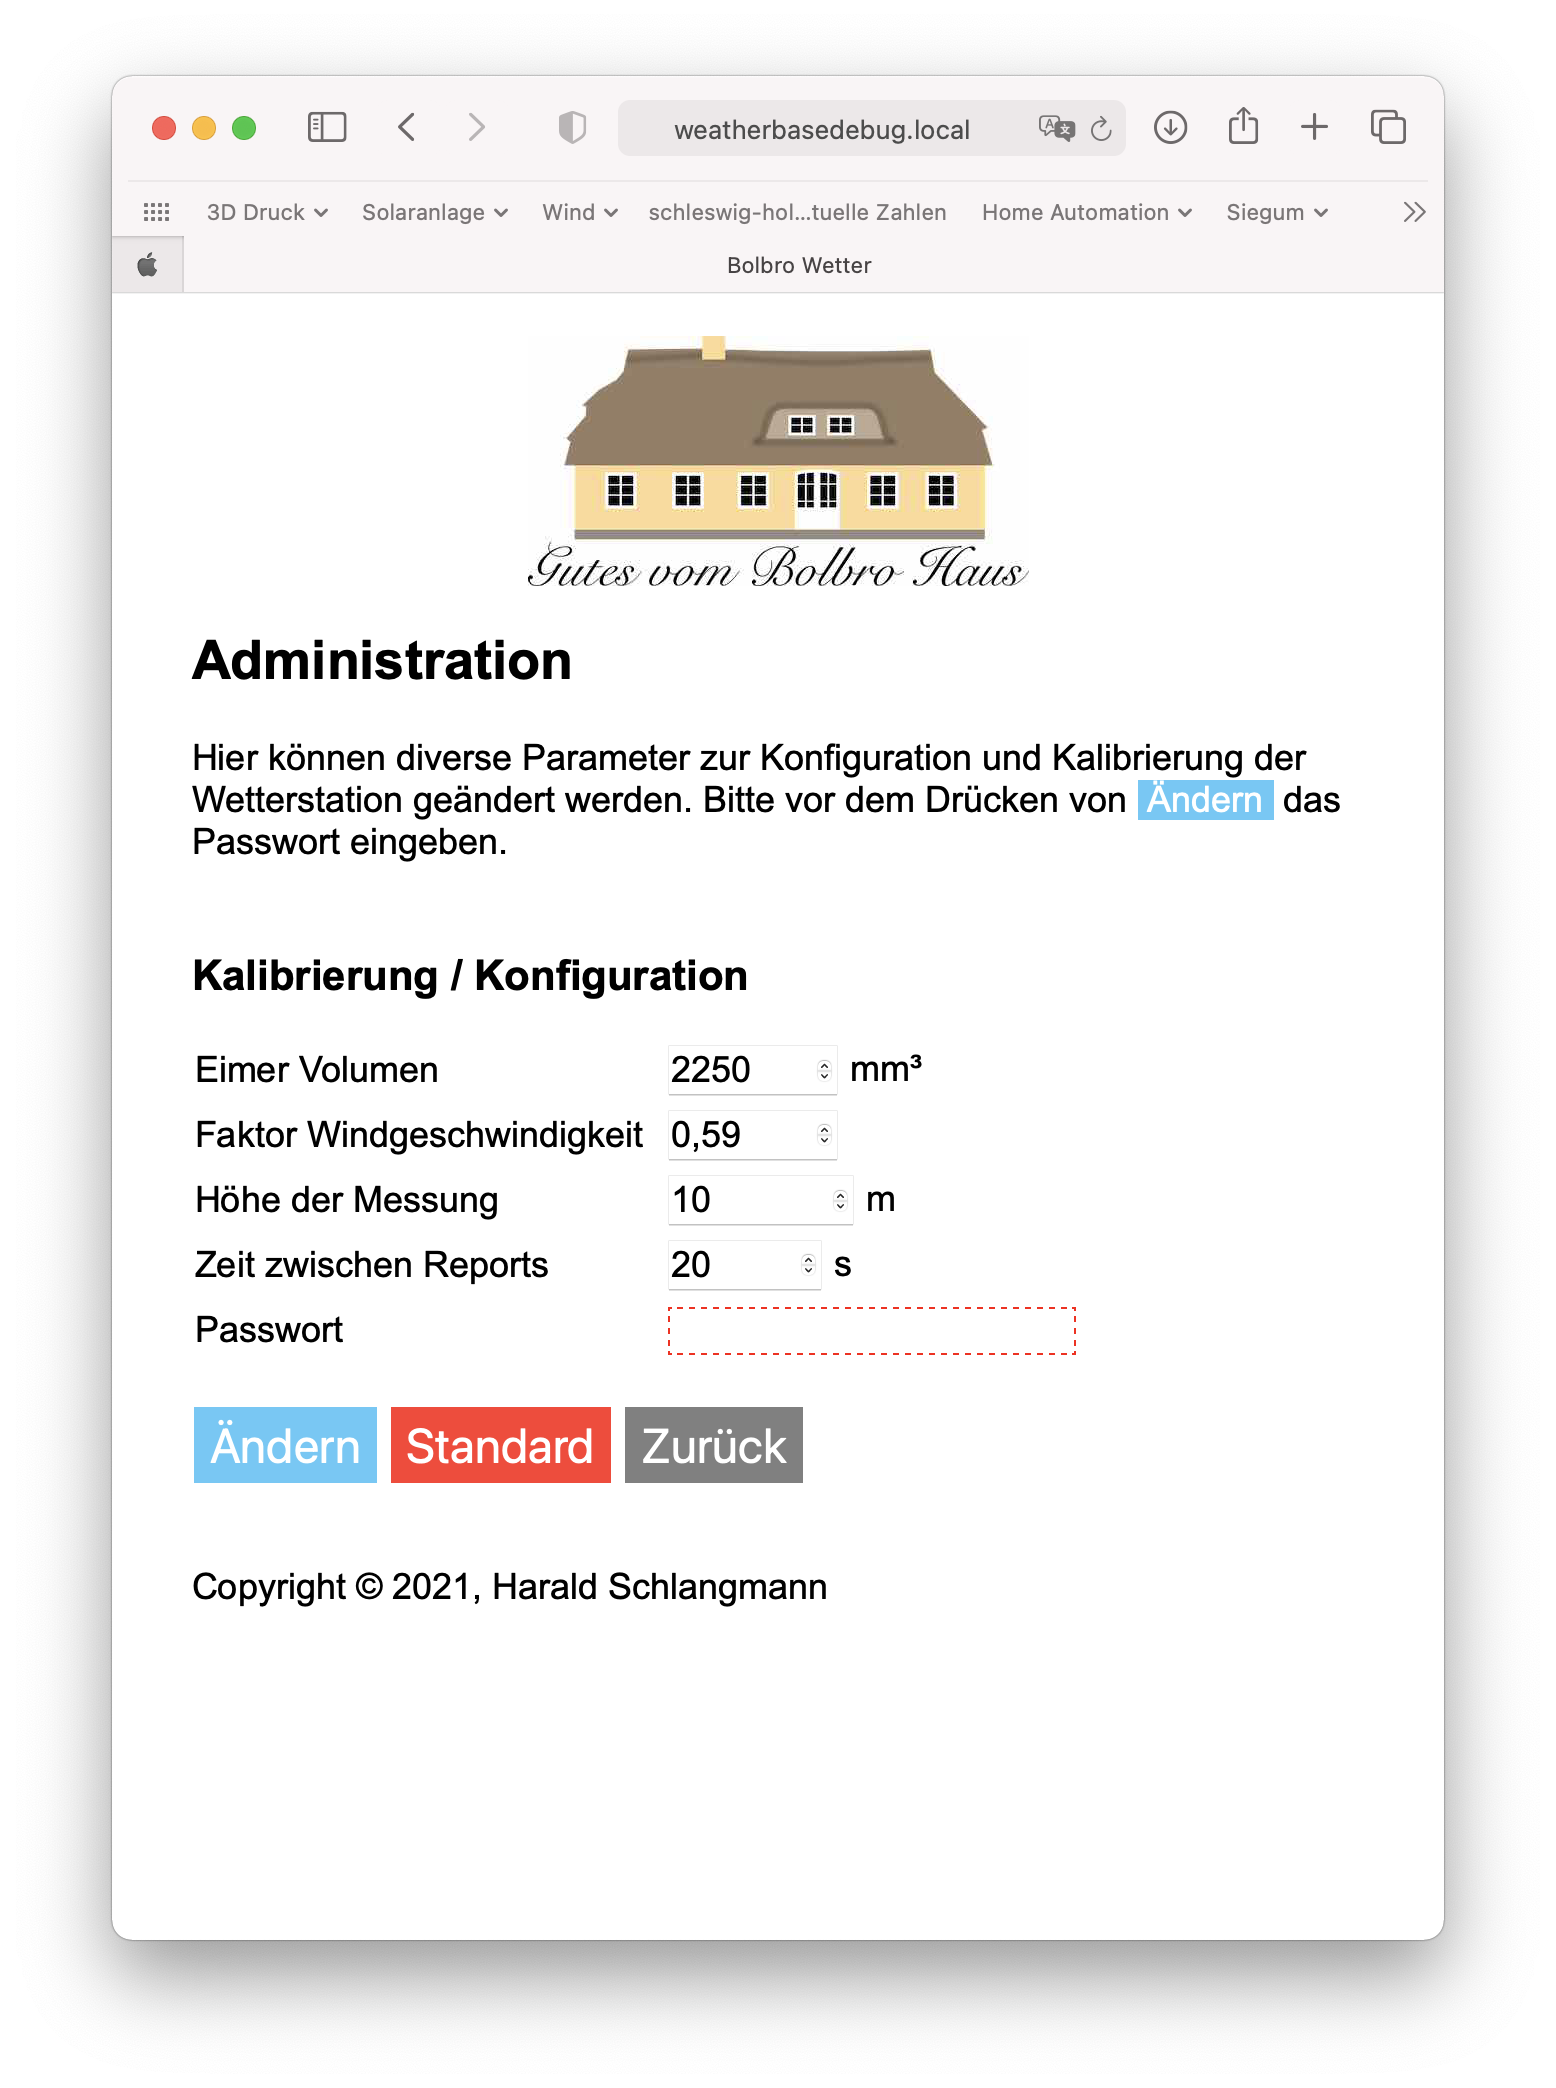 weatherbasedebug.local
3D Druck Solaranlage Wind schleswig-hol...tuelle Zahlen Home Automation Siegum
Bolbro Wetter
Gutes vom Bolbro Haus
Administration
Hier können diverse Parameter zur Konfiguration und Kalibrierung der
Wetterstation geändert werden. Bitte vor dem Drücken von Ändern das
Passwort eingeben.
Kalibrierung / Konfiguration
Eimer Volumen 2250 mm³
Faktor Windgeschwindigkeit 0,59
Höhe der Messung 10 m
Zeit zwischen Reports 20 s
Passwort
Ändern Standard Zurück
Copyright © 2021, Harald Schlangmann